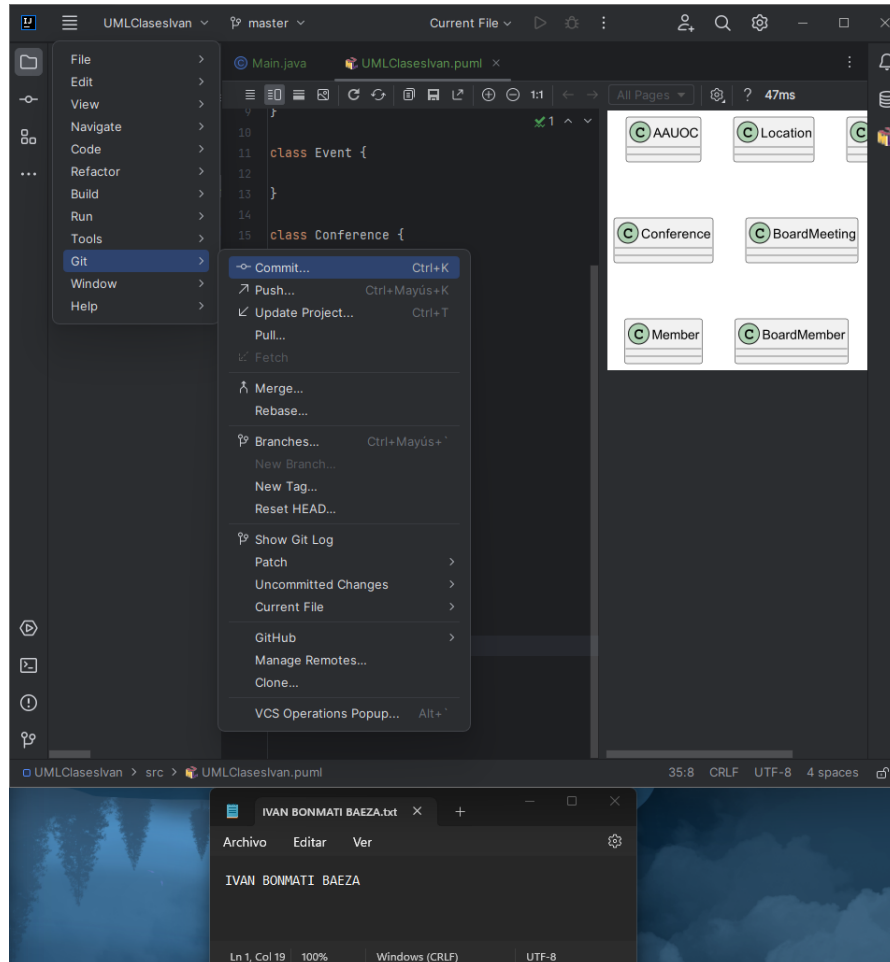 UMLClasesIvan
master
Current File
File
Edit
View
Navigate
Code
Refactor
Build
Run
Tools
Git
Window
Help
Main.java
UMLClasesIvan.puml
1:1
All Pages
?
47ms
9 }
10
11 class Event {
12
13 }
14
15 class Conference {
1
Commit... Ctrl+K
Push... Ctrl+Mayús+K
Update Project... Ctrl+T
Pull...
Fetch
Merge...
Rebase...
Branches... Ctrl+Mayús+`
New Branch...
New Tag...
Reset HEAD...
Show Git Log
Patch
Uncommitted Changes
Current File
GitHub
Manage Remotes...
Clone...
VCS Operations Popup... Alt+`
C AAUOC
C Location
C
C Conference
C BoardMeeting
C Member
C BoardMember
UMLClasesIvan > src > UMLClasesIvan.puml
35:8 CRLF UTF-8 4 spaces
IVAN BONMATI BAEZA.txt
Archivo Editar Ver
IVAN BONMATI BAEZA
Ln 1, Col 19 100% Windows (CRLF) UTF-8